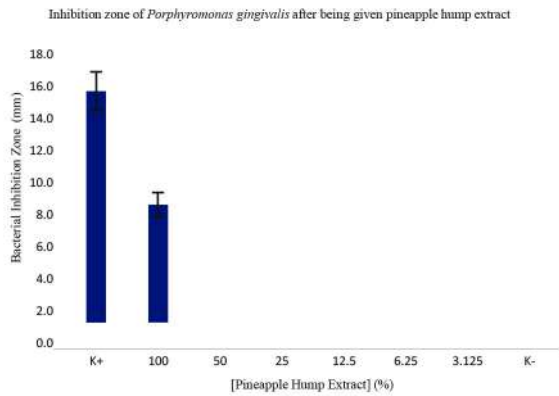 Inhibition zone of Porphyromonas gingivalis after being given pineapple hump extract
Bacterial Inhibition Zone (mm)
18.0
16.0
14.0
12.0
10.0
8.0
6.0
4.0
2.0
0.0
K+ 100 50 25 12.5 6.25 3.125 K-
[Pineapple Hump Extract] (%)